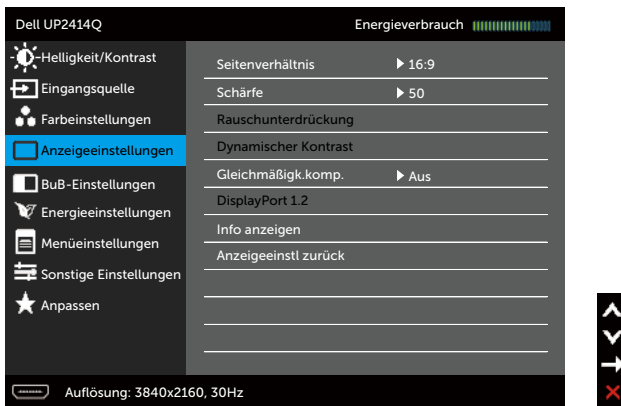 Dell UP2414Q Energieverbrauch
Helligkeit/Kontrast
Eingangsquelle
Farbeinstellungen
Anzeigeeinstellungen
BuB-Einstellungen
Energieeinstellungen
Menüeinstellungen
Sonstige Einstellungen
Anpassen
Seitenverhältnis 16:9
Schärfe 50
Rauschunterdrückung
Dynamischer Kontrast
Gleichmäßigk.komp. Aus
DisplayPort 1.2
Info anzeigen
Anzeigeeinstl zurück
Auflösung: 3840x2160, 30Hz